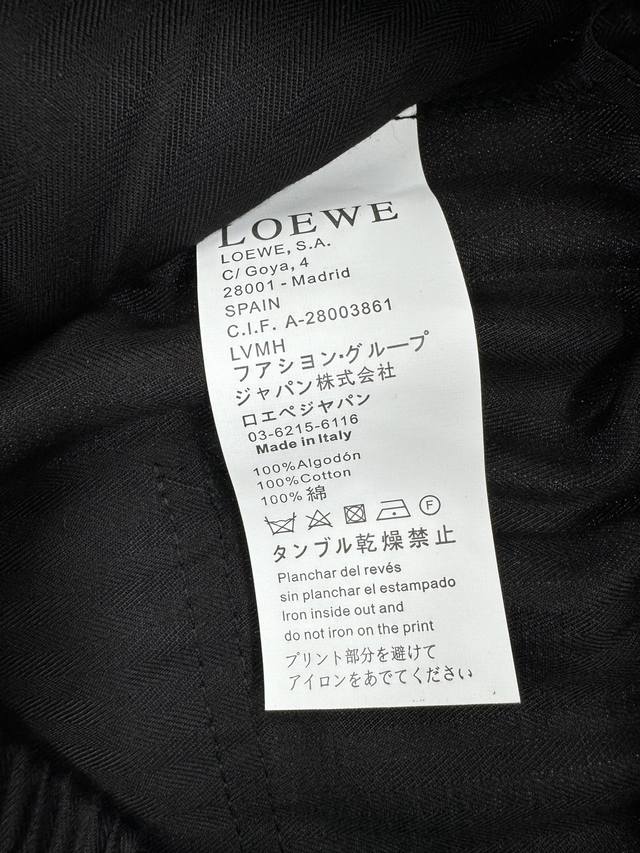 LOEWE
LOEWE, S.A.
C/ Goya, 4
28001 - Madrid
SPAIN
C.I.F. A-28003861
LVMH
フアシヨン·グループ
ジャパン株式会社
ロエペジャパン
03-6215-6116
Made in Italy
100%Algodón
100%Cotton
100%綿
F
タンブル乾燥禁止
Planchar del revés
sin planchar el estampado
Iron inside out and
do not iron on the print
プリント部分を避けて
アイロンをあでてください